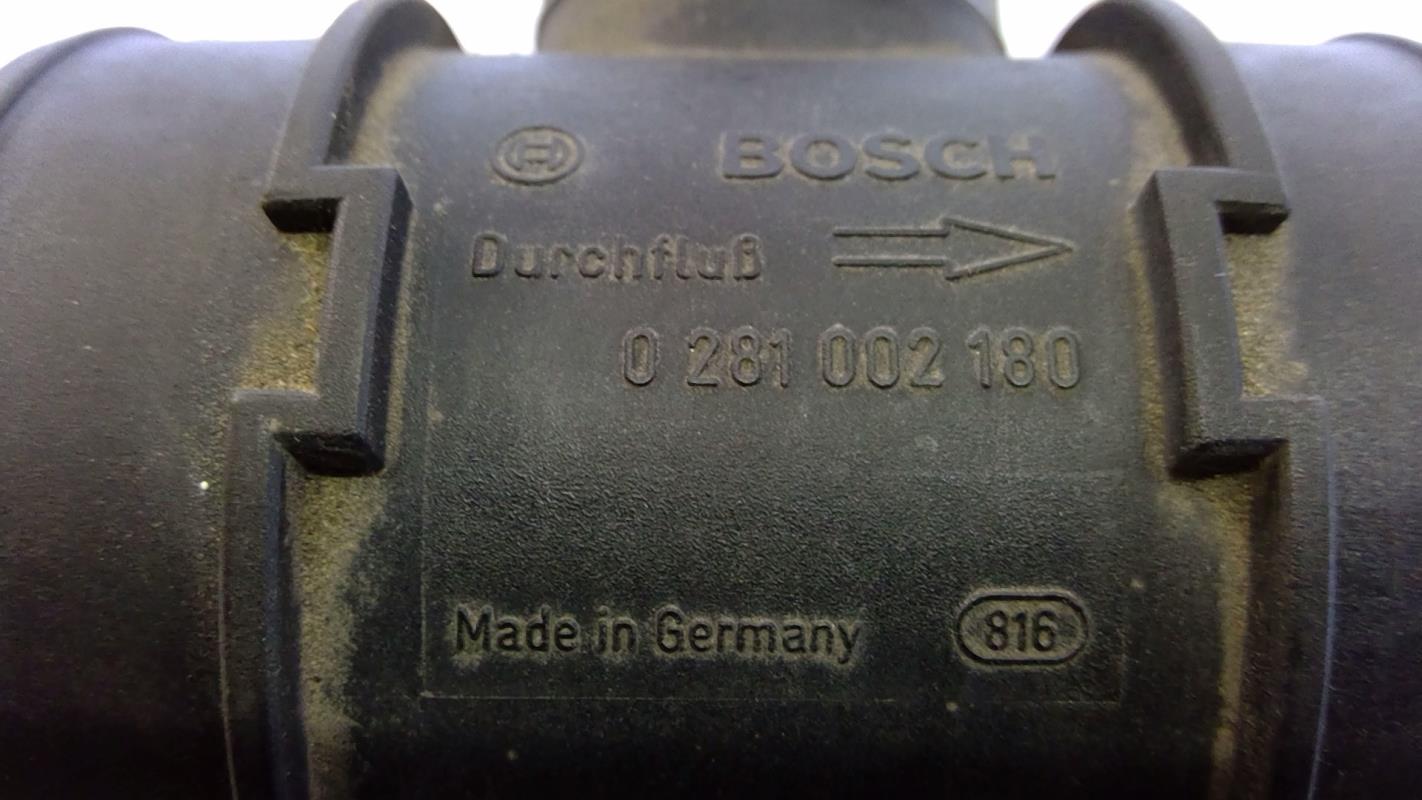 BOSCH
Durchfluß
0 281 002 180
Made in Germany 816